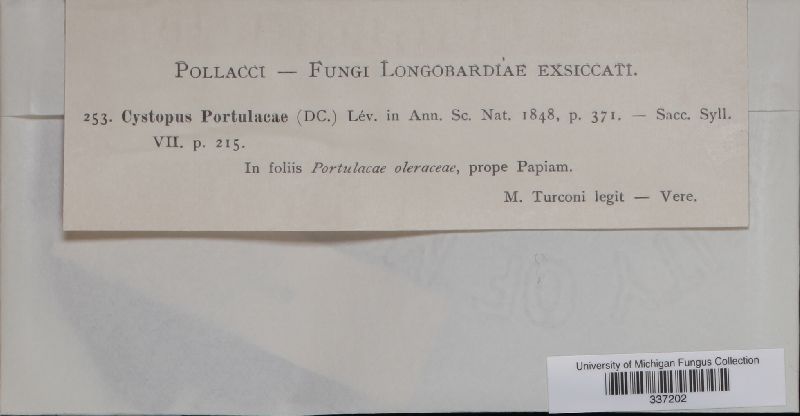 POLLACCI — FUNGI LONGOBARDIAE EXSICCATI.
253. Cystopus Portulacae (DC.) Lév. in Ann. Sc. Nat. 1848, p. 371. — Sacc. Syll.
VII. p. 215.
In foliis Portulacae oleraceae, prope Papiam.
M. Turconi legit — Vere.
University of Michigan Fungus Collection
337202